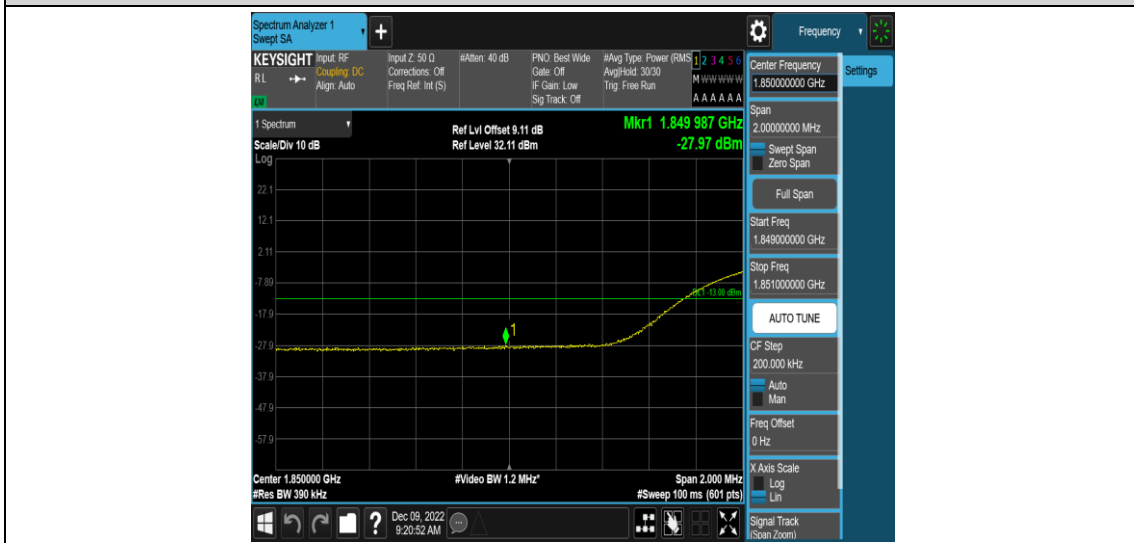 Spectrum Analyzer 1
Swept SA
+
Frequency
KEYSIGHT
RL
Input: RF
Coupling: DC
Align: Auto
Input Z: 50 Ω
Corrections: Off
Freq Ref: Int (S)
#Atten: 40 dB
PNO: Best Wide
Gate: Off
IF Gain: Low
Sig Track: Off
#Avg Type: Power (RMS
Avg|Hold: 30/30
Trig: Free Run
1 2 3 4 5 6
M W W W W W
A A A A A A
1 Spectrum
Scale/Div 10 dB
Ref Lvl Offset 9.11 dB
Ref Level 32.11 dBm
Mkr1 1.849 987 GHz
-27.97 dBm
Log
22.1
12.1
2.11
-7.89
-17.9
-27.9
-37.9
-47.9
-57.9
DL1 -13.00 dBm
1
Center 1.850000 GHz
#Res BW 390 kHz
#Video BW 1.2 MHz*
Span 2.000 MHz
#Sweep 100 ms (601 pts)
Center Frequency
1.850000000 GHz
Settings
Span
2.00000000 MHz
Swept Span
Zero Span
Full Span
Start Freq
1.849000000 GHz
Stop Freq
1.851000000 GHz
AUTO TUNE
CF Step
200.000 kHz
Auto
Man
Freq Offset
0 Hz
X Axis Scale
Log
Lin
Signal Track
(Span Zoom)
?
Dec 09, 2022
9:20:52 AM